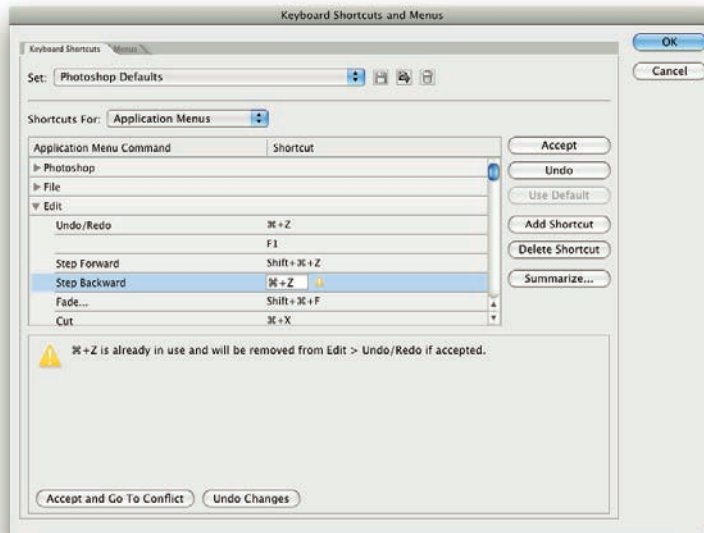 Keyboard Shortcuts and Menus
Keyboard Shortcuts Menus
OK
Set: Photoshop Defaults
Cancel
Shortcuts For: Application Menus
Application Menu Command Shortcut
Accept
▶ Photoshop
Undo
▶ File
Use Default
▼ Edit
Undo/Redo ⌘+Z
Add Shortcut
F1
Delete Shortcut
Step Forward Shift+⌘+Z
Step Backward ⌘+Z
Summarize...
Fade... Shift+⌘+F
Cut ⌘+X
⌘+Z is already in use and will be removed from Edit > Undo/Redo if accepted.
Accept and Go To Conflict Undo Changes